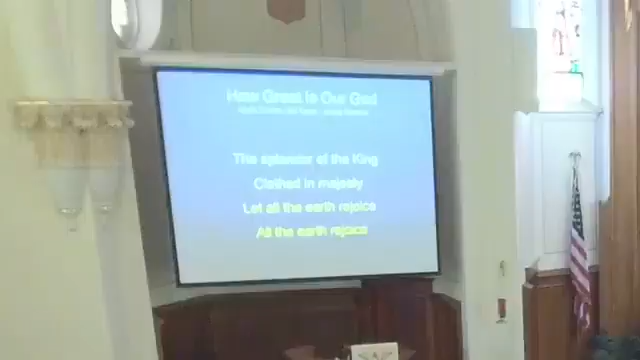 How Great Is Our God
The splendor of the King
Clothed in majesty
Let all the earth rejoice
All the earth rejoice